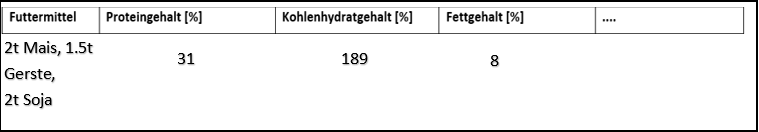 Futtermittel Proteingehalt [%] Kohlenhydratgehalt [%] Fettgehalt [%] ....
2t Mais, 1.5t 31 189 8
Gerste,
2t Soja